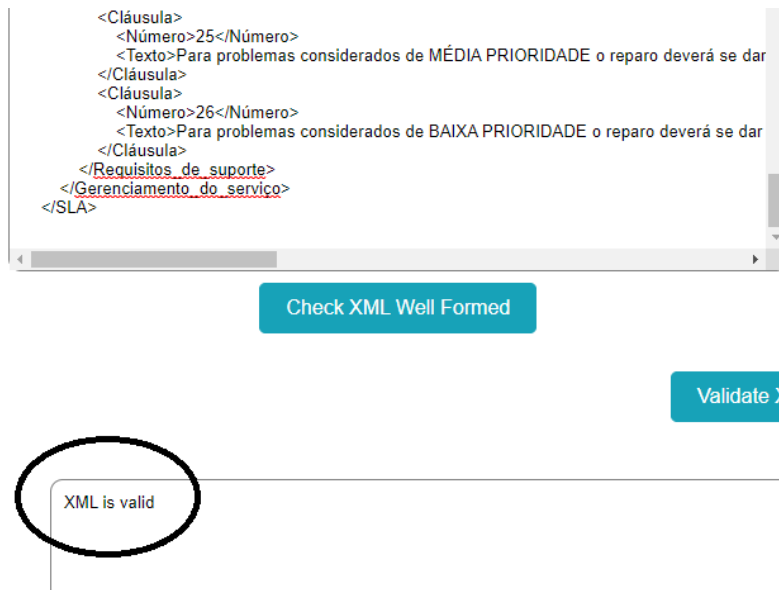 <Cláusula>
<Número>25</Número>
<Texto>Para problemas considerados de MÉDIA PRIORIDADE o reparo deverá se dar
</Cláusula>
<Cláusula>
<Número>26</Número>
<Texto>Para problemas considerados de BAIXA PRIORIDADE o reparo deverá se dar
</Cláusula>
</Requisitos_de_suporte>
</Gerenciamento_do_serviço>
</SLA>
Check XML Well Formed
Validate
XML is valid